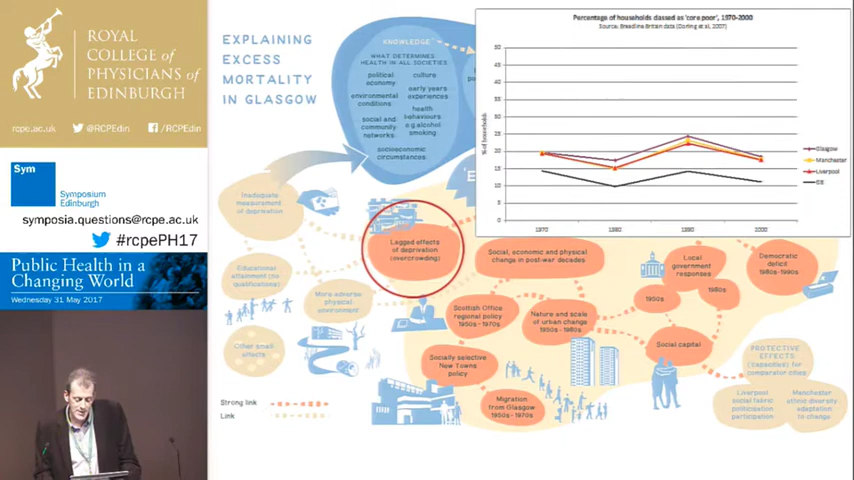 ROYAL
COLLEGE of
PHYSICIANS of
EDINBURGH
rcpe.ac.uk
@RCPEdin
/RCPEdin
Sym
Symposium
Edinburgh
symposia.questions@rcpe.ac.uk
#rcpePH17
Public Health in a
Changing World
Wednesday 31 May 2017
EXPLAINING
EXCESS
MORTALITY
IN GLASGOW
KNOWLEDGE
WHAT DETERMINES
HEALTH IN ALL SOCIETIES
political
economy
culture
environmental
conditions
early years
experiences
social and
community
networks
health
behaviours
e.g. alcohol
smoking
socioeconomic
circumstances
Percentage of households classed as 'core poor', 1970-2000
Source: Breadline Britain data (Dorling et al, 2007)
% of households
50
45
40
35
30
25
20
15
10
5
0
1970
1980
1990
2000
Glasgow
Manchester
Liverpool
GB
Inadequate
measurement
of deprivation
Lagged effects
of deprivation
(overcrowding)
Educational
attainment (no
qualifications)
More adverse
physical
environment
Other small
effects
Social, economic and physical
change in post-war decades
Scottish Office
regional policy
1950s-1970s
Nature and scale
of urban change
1950s-1980s
Socially selective
New Towns
policy
Migration
from Glasgow
1950s-1970s
Local
government
responses
1950s
1980s
Democratic
deficit
1980s-1990s
Social capital
PROTECTIVE
EFFECTS
(capacities) for
comparator cities
Liverpool
social fabric
politicisation
participation
Manchester
ethnic diversity
adaptation
to change
Strong link
Link